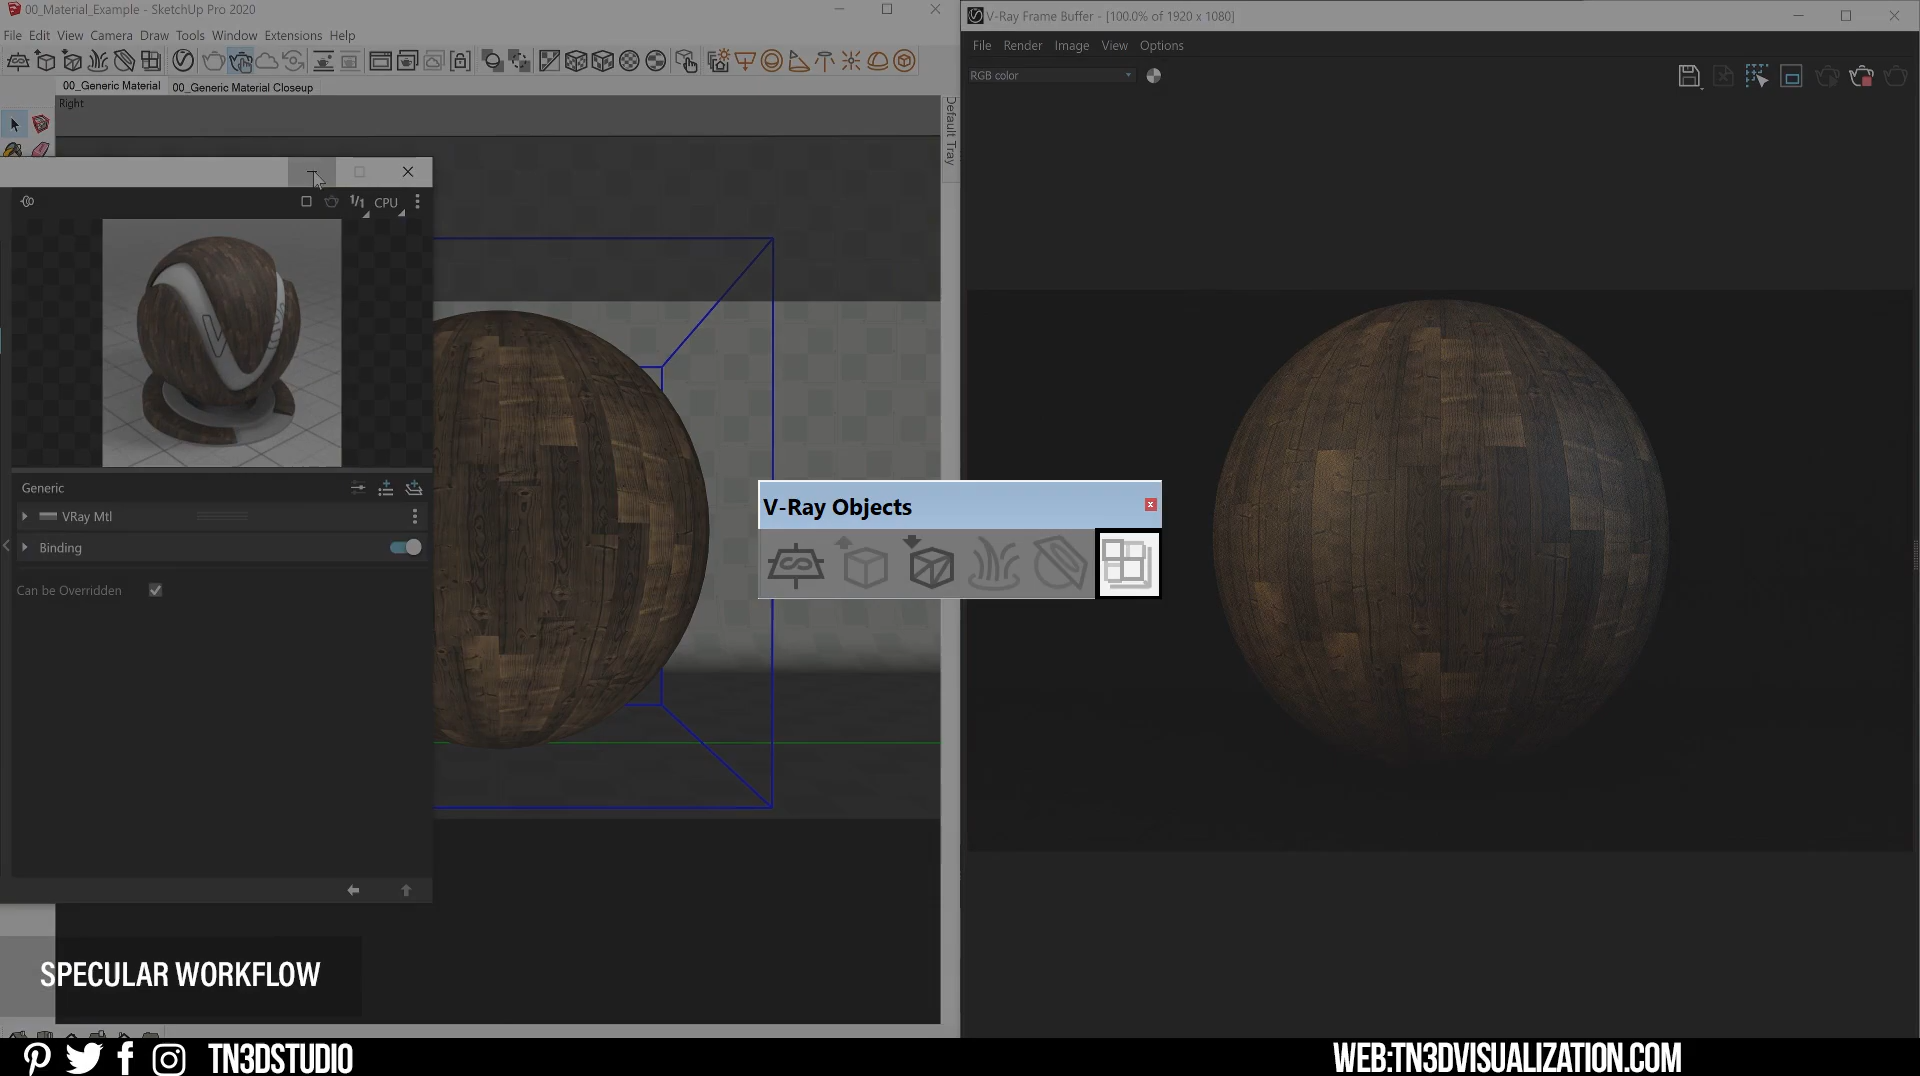 00_Material_Example - SketchUp Pro 2020
File Edit View Camera Draw Tools Window Extensions Help
00_Generic Material 00_Generic Material Closeup
Right
Default Tray
1/1 CPU
Generic
VRay Mtl
Binding
Can be Overridden
V-Ray Objects
V-Ray Frame Buffer - [100.0% of 1920 x 1080]
File Render Image View Options
RGB color
SPECULAR WORKFLOW
TN3DSTUDIO
WEB:TN3DVISUALIZATION.COM